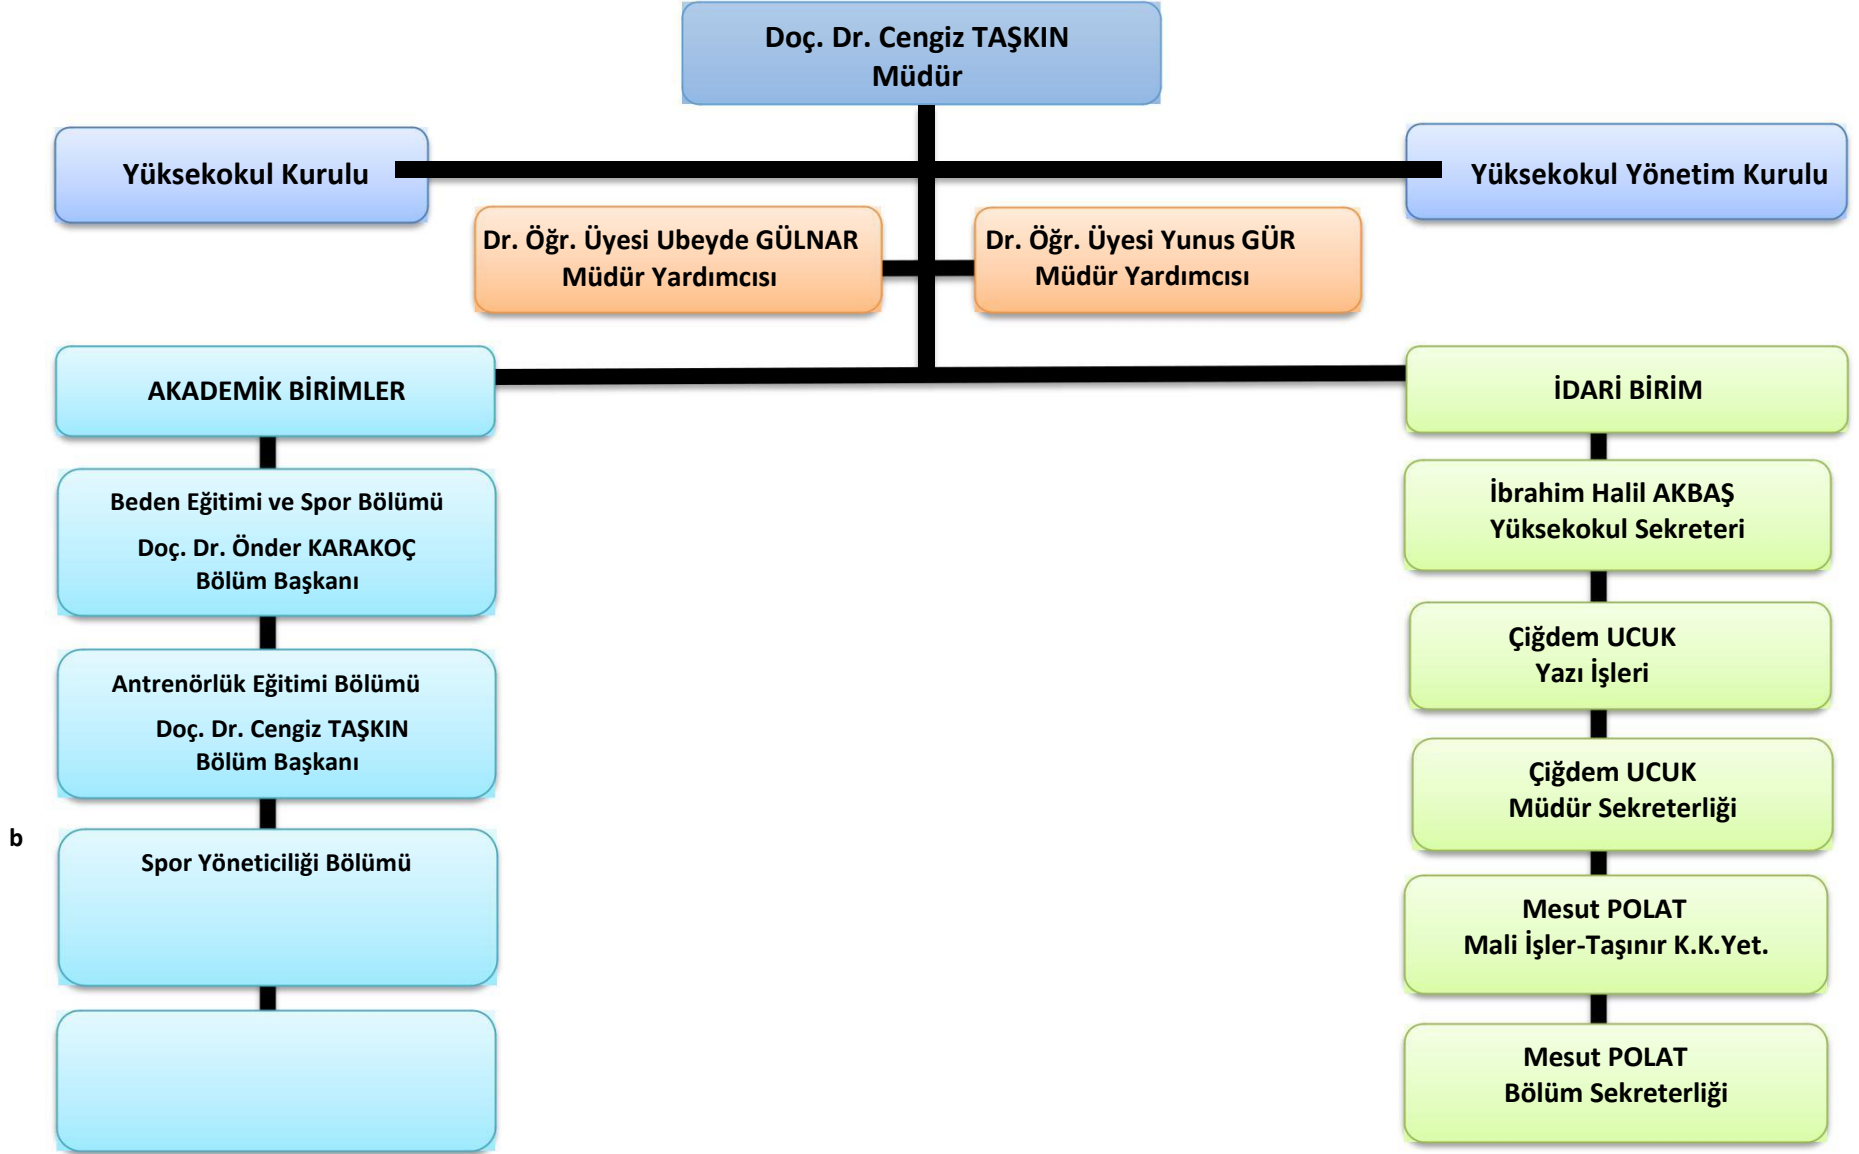 Doç. Dr. Cengiz TAŞKIN
Müdür
Yüksekokul Kurulu
Yüksekokul Yönetim Kurulu
Dr. Öğr. Üyesi Ubeyde GÜLNAR
Müdür Yardımcısı
Dr. Öğr. Üyesi Yunus GÜR
Müdür Yardımcısı
AKADEMİK BİRİMLER
Beden Eğitimi ve Spor Bölümü
Doç. Dr. Önder KARAKOÇ
Bölüm Başkanı
Antrenörlük Eğitimi Bölümü
Doç. Dr. Cengiz TAŞKIN
Bölüm Başkanı
b
Spor Yöneticiliği Bölümü
İDARİ BİRİM
İbrahim Halil AKBAŞ
Yüksekokul Sekreteri
Çiğdem UCUK
Yazı İşleri
Çiğdem UCUK
Müdür Sekreterliği
Mesut POLAT
Mali İşler-Taşınır K.K.Yet.
Mesut POLAT
Bölüm Sekreterliği